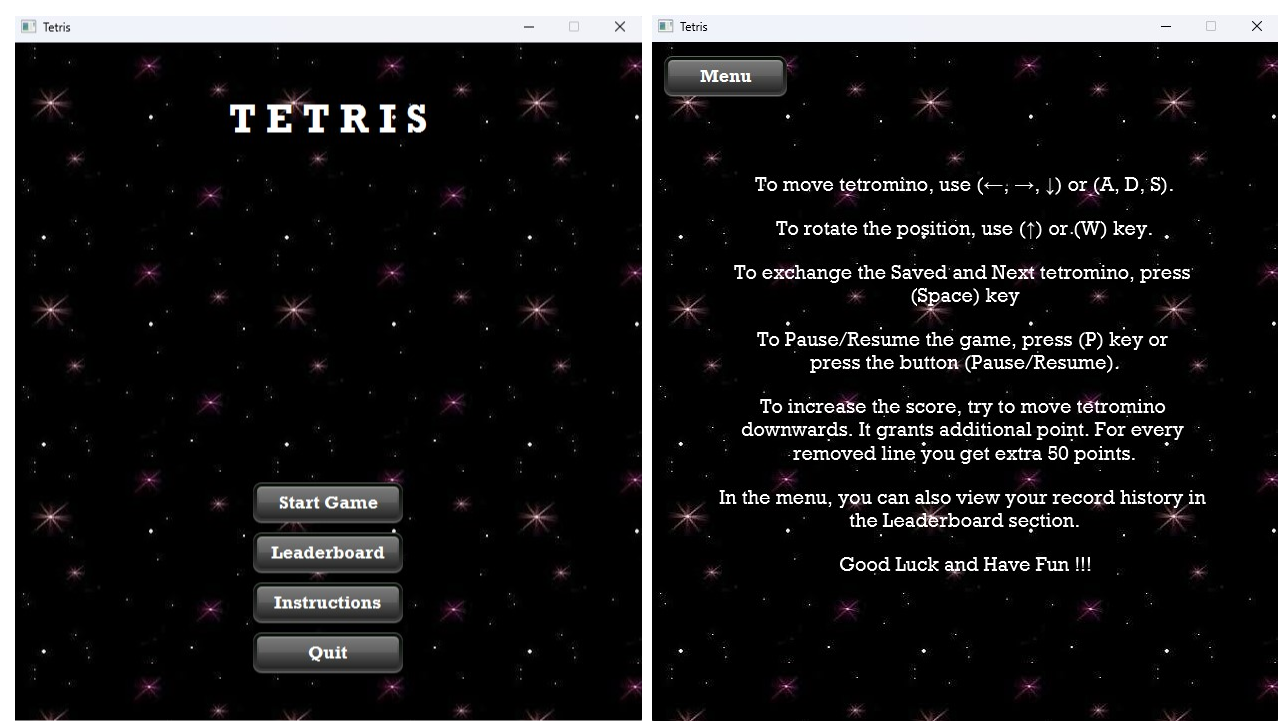 Tetris
T E T R I S
Start Game
Leaderboard
Instructions
Quit
Tetris
Menu
To move tetromino, use (←, →, ↓) or (A, D, S).
To rotate the position, use (↑) or (W) key.
To exchange the Saved and Next tetromino, press
(Space) key
To Pause/Resume the game, press (P) key or
press the button (Pause/Resume).
To increase the score, try to move tetromino
downwards. It grants additional point. For every
removed line you get extra 50 points.
In the menu, you can also view your record history in
the Leaderboard section.
Good Luck and Have Fun !!!